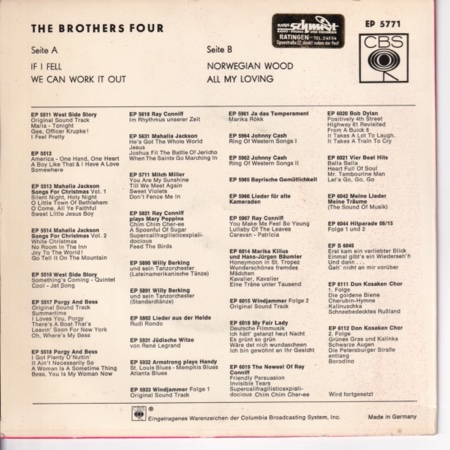 THE BROTHERS FOUR
EP 5771
CBS
Seite A
IF I FELL
WE CAN WORK IT OUT
Seite B
NORWEGIAN WOOD
ALL MY LOVING
schmidt
RATINGEN
EP 5511 West Side Story
Original Sound Track
Maria - Tonight
Gee, Officer Krupke!
I Feel Pretty
EP 5512
America - One Hand, One Heart
A Boy Like That & I Have a Love
Somewhere
EP 5513 Mahalia Jackson
Songs For Christmas Vol. 1
Silent Night, Holy Night
O Little Town Of Bethlehem
O Come, All Ye Faithful
Sweet Little Jesus Boy
EP 5514 Mahalia Jackson
Songs For Christmas Vol. 2
White Christmas
No Room In The Inn
Joy To The World!
Go Tell It On The Mountain
EP 5518 West Side Story
Something's Coming - Quintet
Cool - Jet Song
EP 5517 Porgy And Bess
Original Sound Track
Summertime
I Loves You, Porgy
There's A Boat That's
Leavin' Soon For New York
Oh, Where's My Bess
EP 5518 Porgy And Bess
I Got Plenty O'Nuttin'
It Ain't Necessarily So
A Woman Is A Sometime Thing
Bess, You Is My Woman Now
EP 5618 Ray Conniff
Im Rhythmus unserer Zeit
EP 5631 Mahalia Jackson
He's Got The Whole World
Jesus
Joshua Fit The Battle Of Jericho
When The Saints Go Marching In
EP 5711 Mitch Miller
You Are My Sunshine
Till We Meet Again
Sweet Violets
Don't Fence Me In
EP 5821 Ray Conniff
plays Mary Poppins
Chim Chim Cher-ee
A Spoonful Of Sugar
Supercalifragilisticexpiali-
docious
Feed The Birds
EP 5890 Willy Berking
und sein Tanzorchester
(Lateinamerikanische Tänze)
EP 5891 Willy Berking
und sein Tanzorchester
(Standardtänze)
EP 5892 Lieder aus der Heide
Rudi Rondo
EP 5931 Jüdische Witze
von René Legrand
EP 5932 Armstrong plays Handy
St. Louis Blues - Memphis Blues
Atlanta Blues
EP 5933 Windjammer Folge 1
Original Sound Track
EP 5961 Ja das Temperament
Marika Rökk
EP 5964 Johnny Cash
Ring Of Western Songs I
EP 5962 Johnny Cash
Ring Of Western Songs II
EP 5965 Bayrische Gemüllichkeit
EP 5966 Lieder für alte
Kameraden
EP 5967 Ray Conniff
You Make Me Feel So Young
Lullaby Of The Leaves
Caravan - Patricia
EP 6014 Marika Kilius
und Hans-Jürgen Bäumler
Honeymoon in St. Tropez
Wunderschönes fremdes
Mädchen
Kavalier, Kavalier
Eine Träne unter Tausend
EP 6015 Windjammer Folge 2
Original Sound Track
EP 6018 My Fair Lady
Deutsche Filmmusik
Ich hätt' getanzt heut Nacht
Es grünt so grün
Wäre det nich wundascheen
Ich bin gewöhnt an ihr Gesicht
EP 6019 The Newest Of Ray
Conniff
Friendly Persuasion
Invisible Tears
Supercalifragilisticexpiali-
docious Chim Chim Cher-ee
EP 6020 Bob Dylan
Positively 4th Street
Highway 61 Revisited
From A Buick 6
It Takes A Lot To Laugh,
It Takes A Train To Cry
EP 6021 Vier Beat Hits
Balla Balla
Heart Full Of Soul
Mr. Tambourine Man
Let's Go, Go, Go
EP 6042 Meine Lieder
Meine Träume
(The Sound Of Music)
EP 6044 Hitparade 08/15
Folge 1 und 2
EP S 6045
Erst kam ein verliebter Blick
Einmal gibt's ein Wiederseh'n
Und dann . . .
Geh' nicht an mir vorüber
EP 6111 Don Kosaken Chor
1. Folge
Die goldene Biene
Cherubin-Hymne
Kalinuschka
Schneebedecktes Rußland
EP 6112 Don Kosaken Chor
2. Folge
Grünes Gras und Kalinka
Schwarze Augen
Die Petersburger Straße
entlang
Borodino
Wird fortgesetzt
CBS
Eingetragenes Warenzeichen der Columbia Broadcasting System, Inc.
Made in Germany